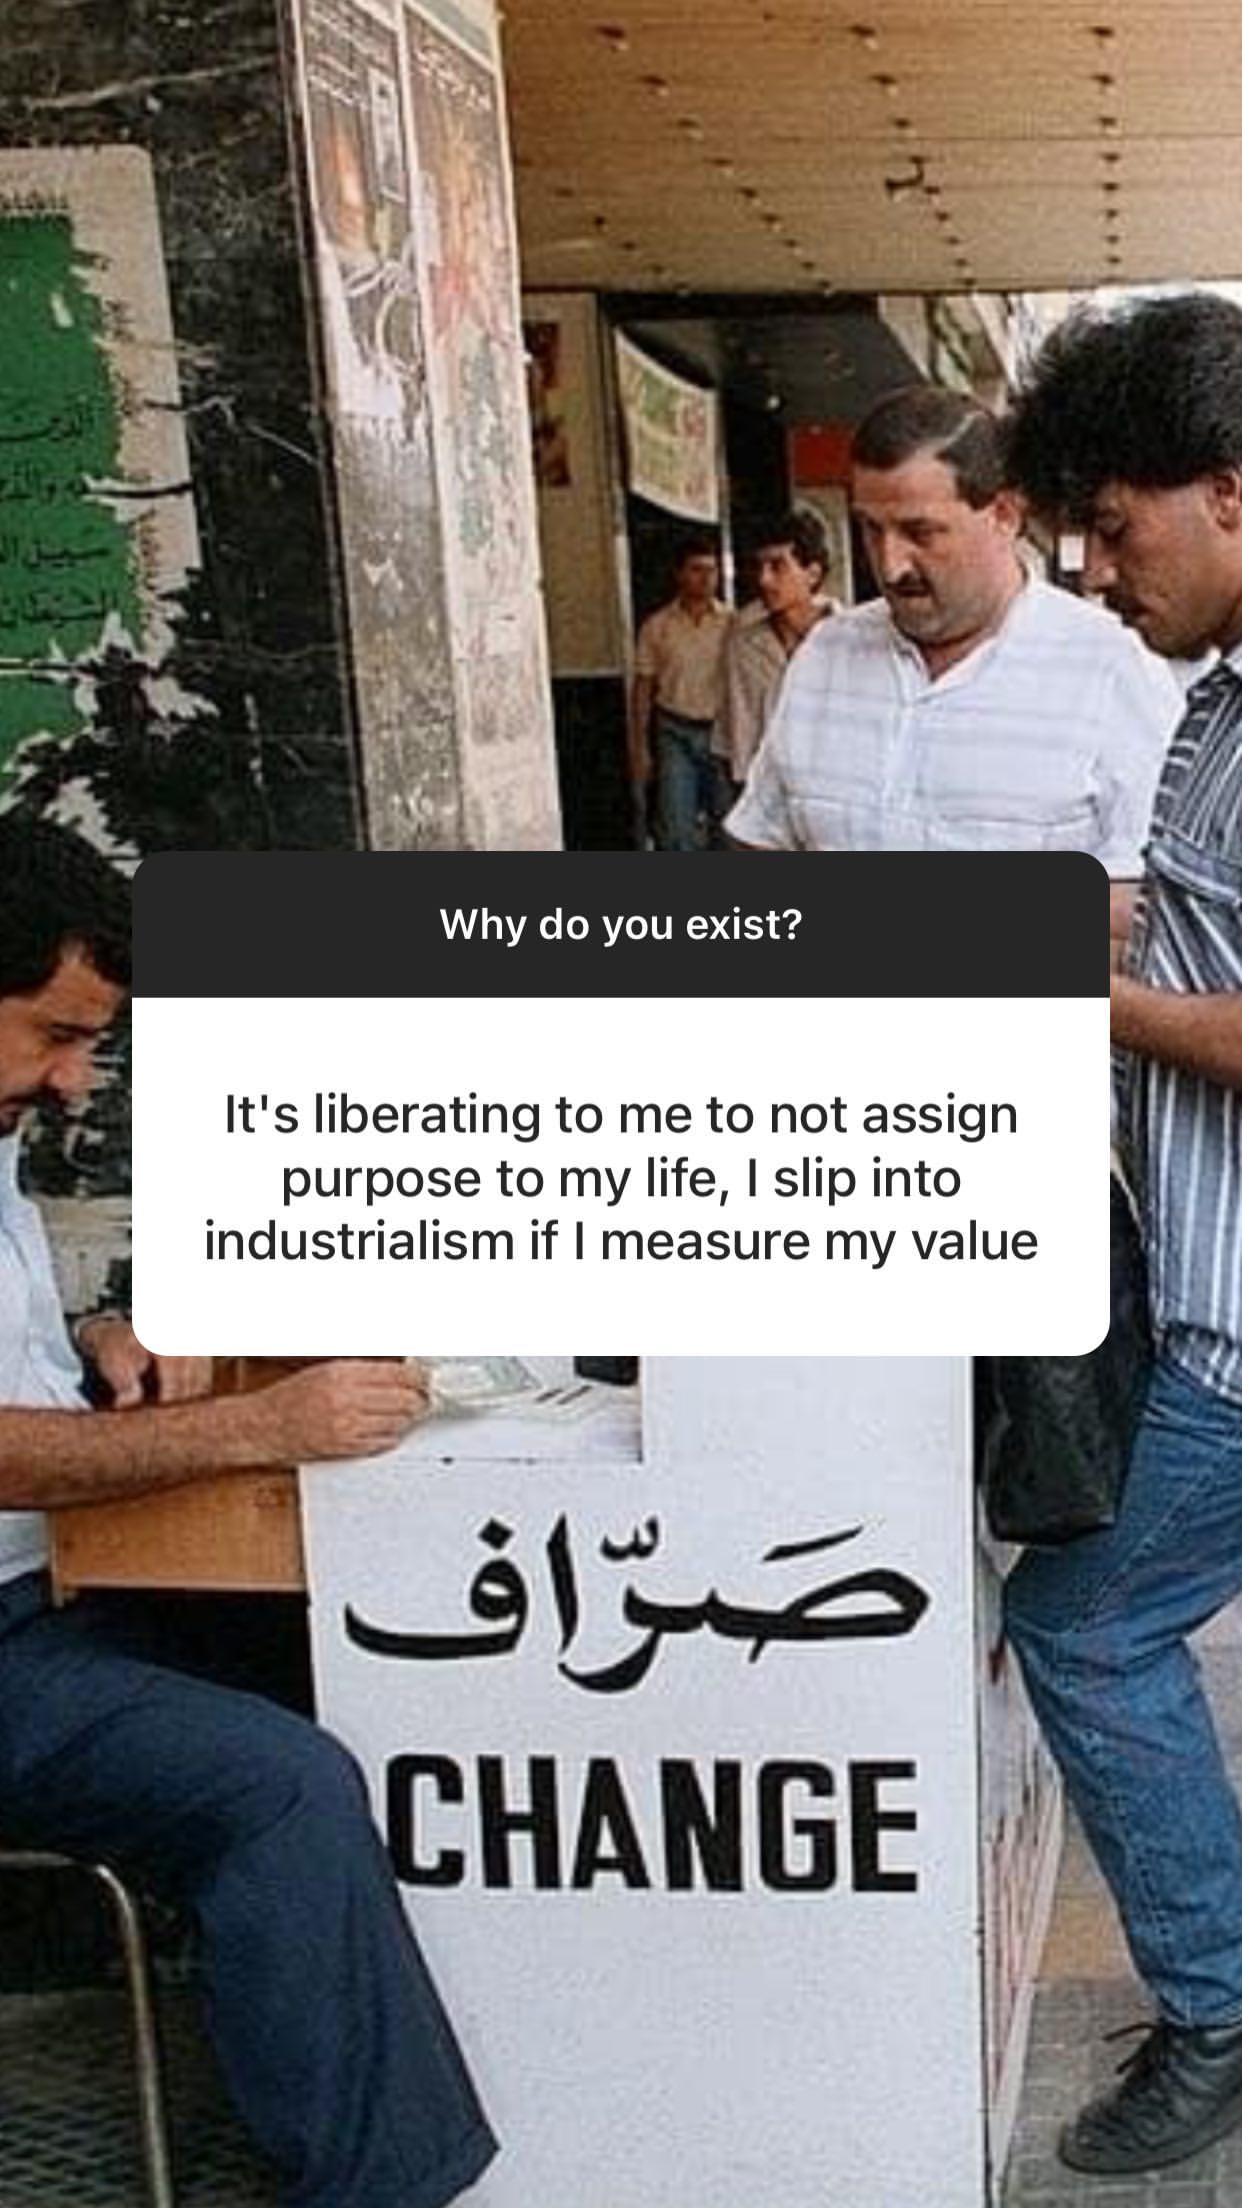 Why do you exist?
It's liberating to me to not assign
purpose to my life, I slip into
industrialism if I measure my value
صَرّاف
CHANGE